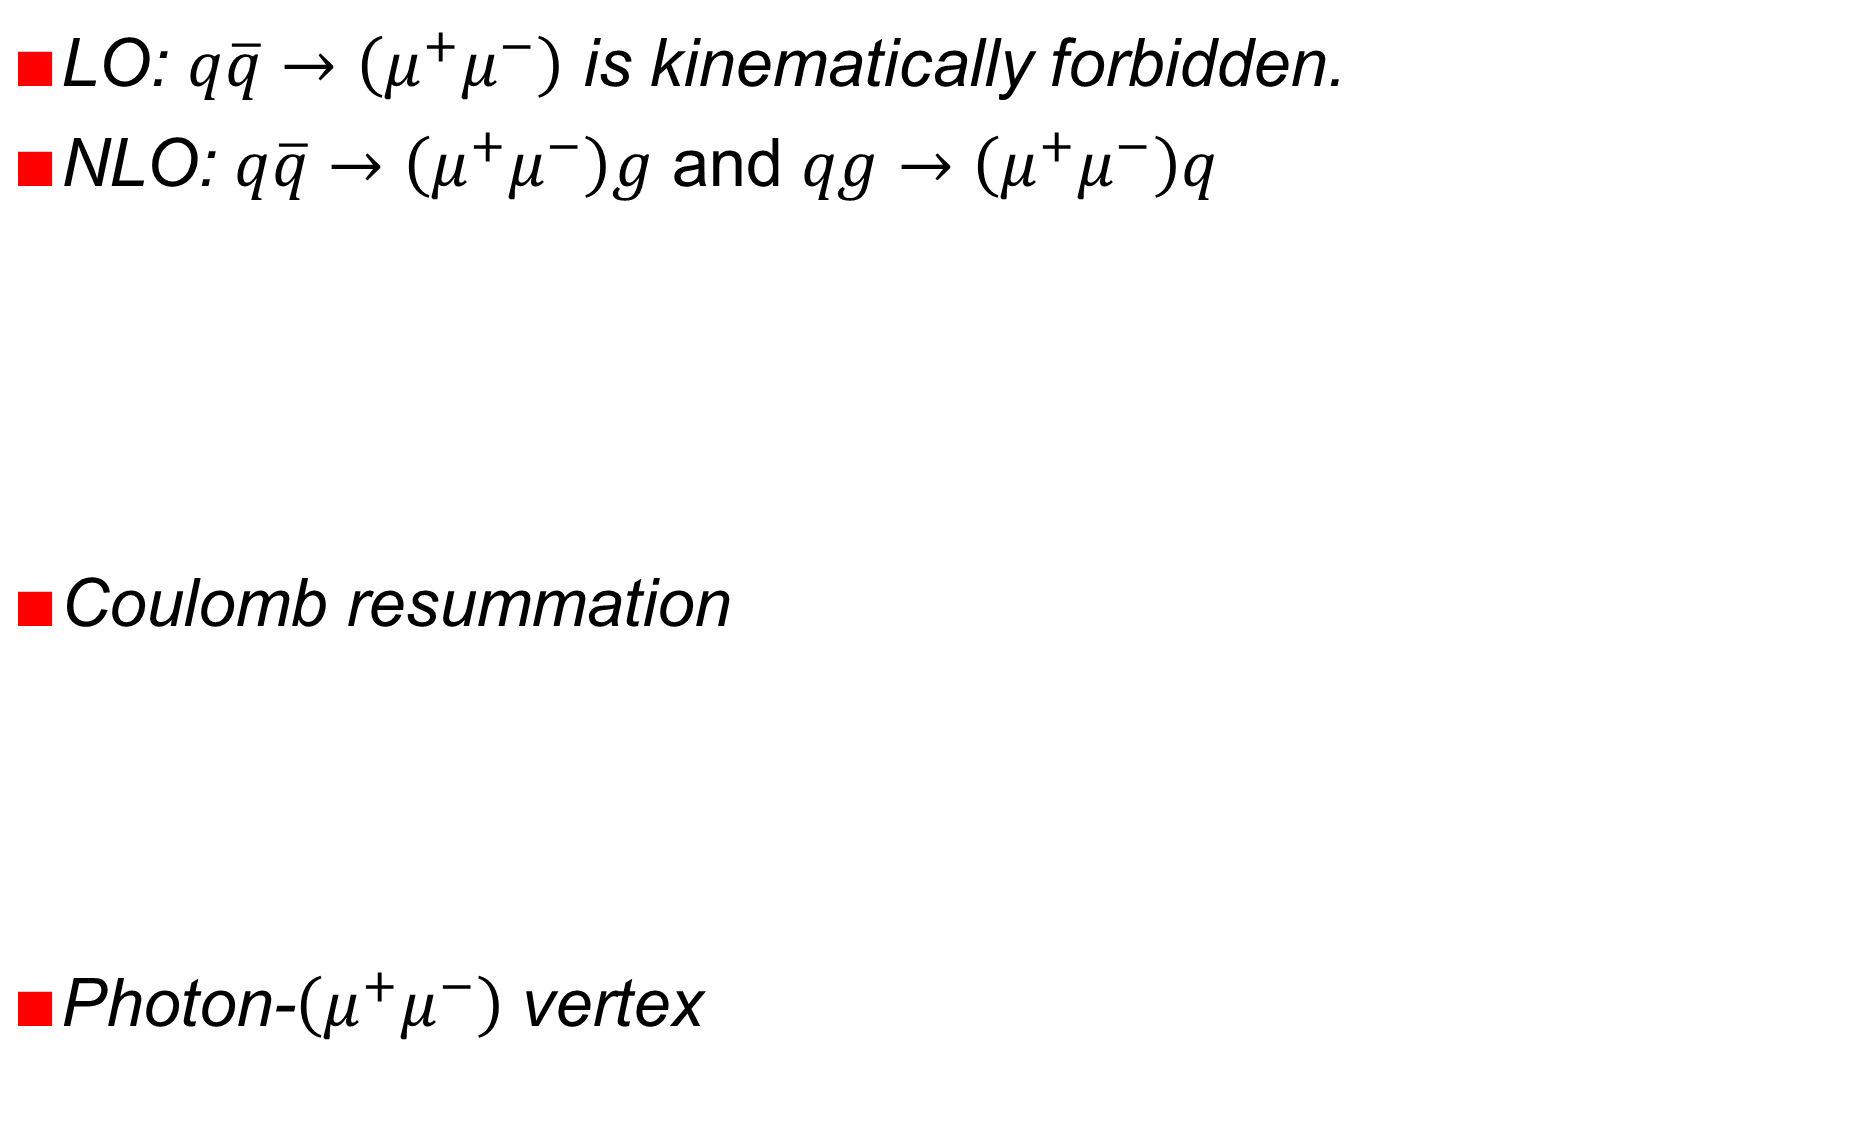 ■ LO: 𝑞𝑞̅ → (𝜇⁺𝜇⁻) is kinematically forbidden.
■ NLO: 𝑞𝑞̅ → (𝜇⁺𝜇⁻)𝑔 and 𝑞𝑔 → (𝜇⁺𝜇⁻)𝑞
■ Coulomb resummation
■ Photon-(𝜇⁺𝜇⁻) vertex